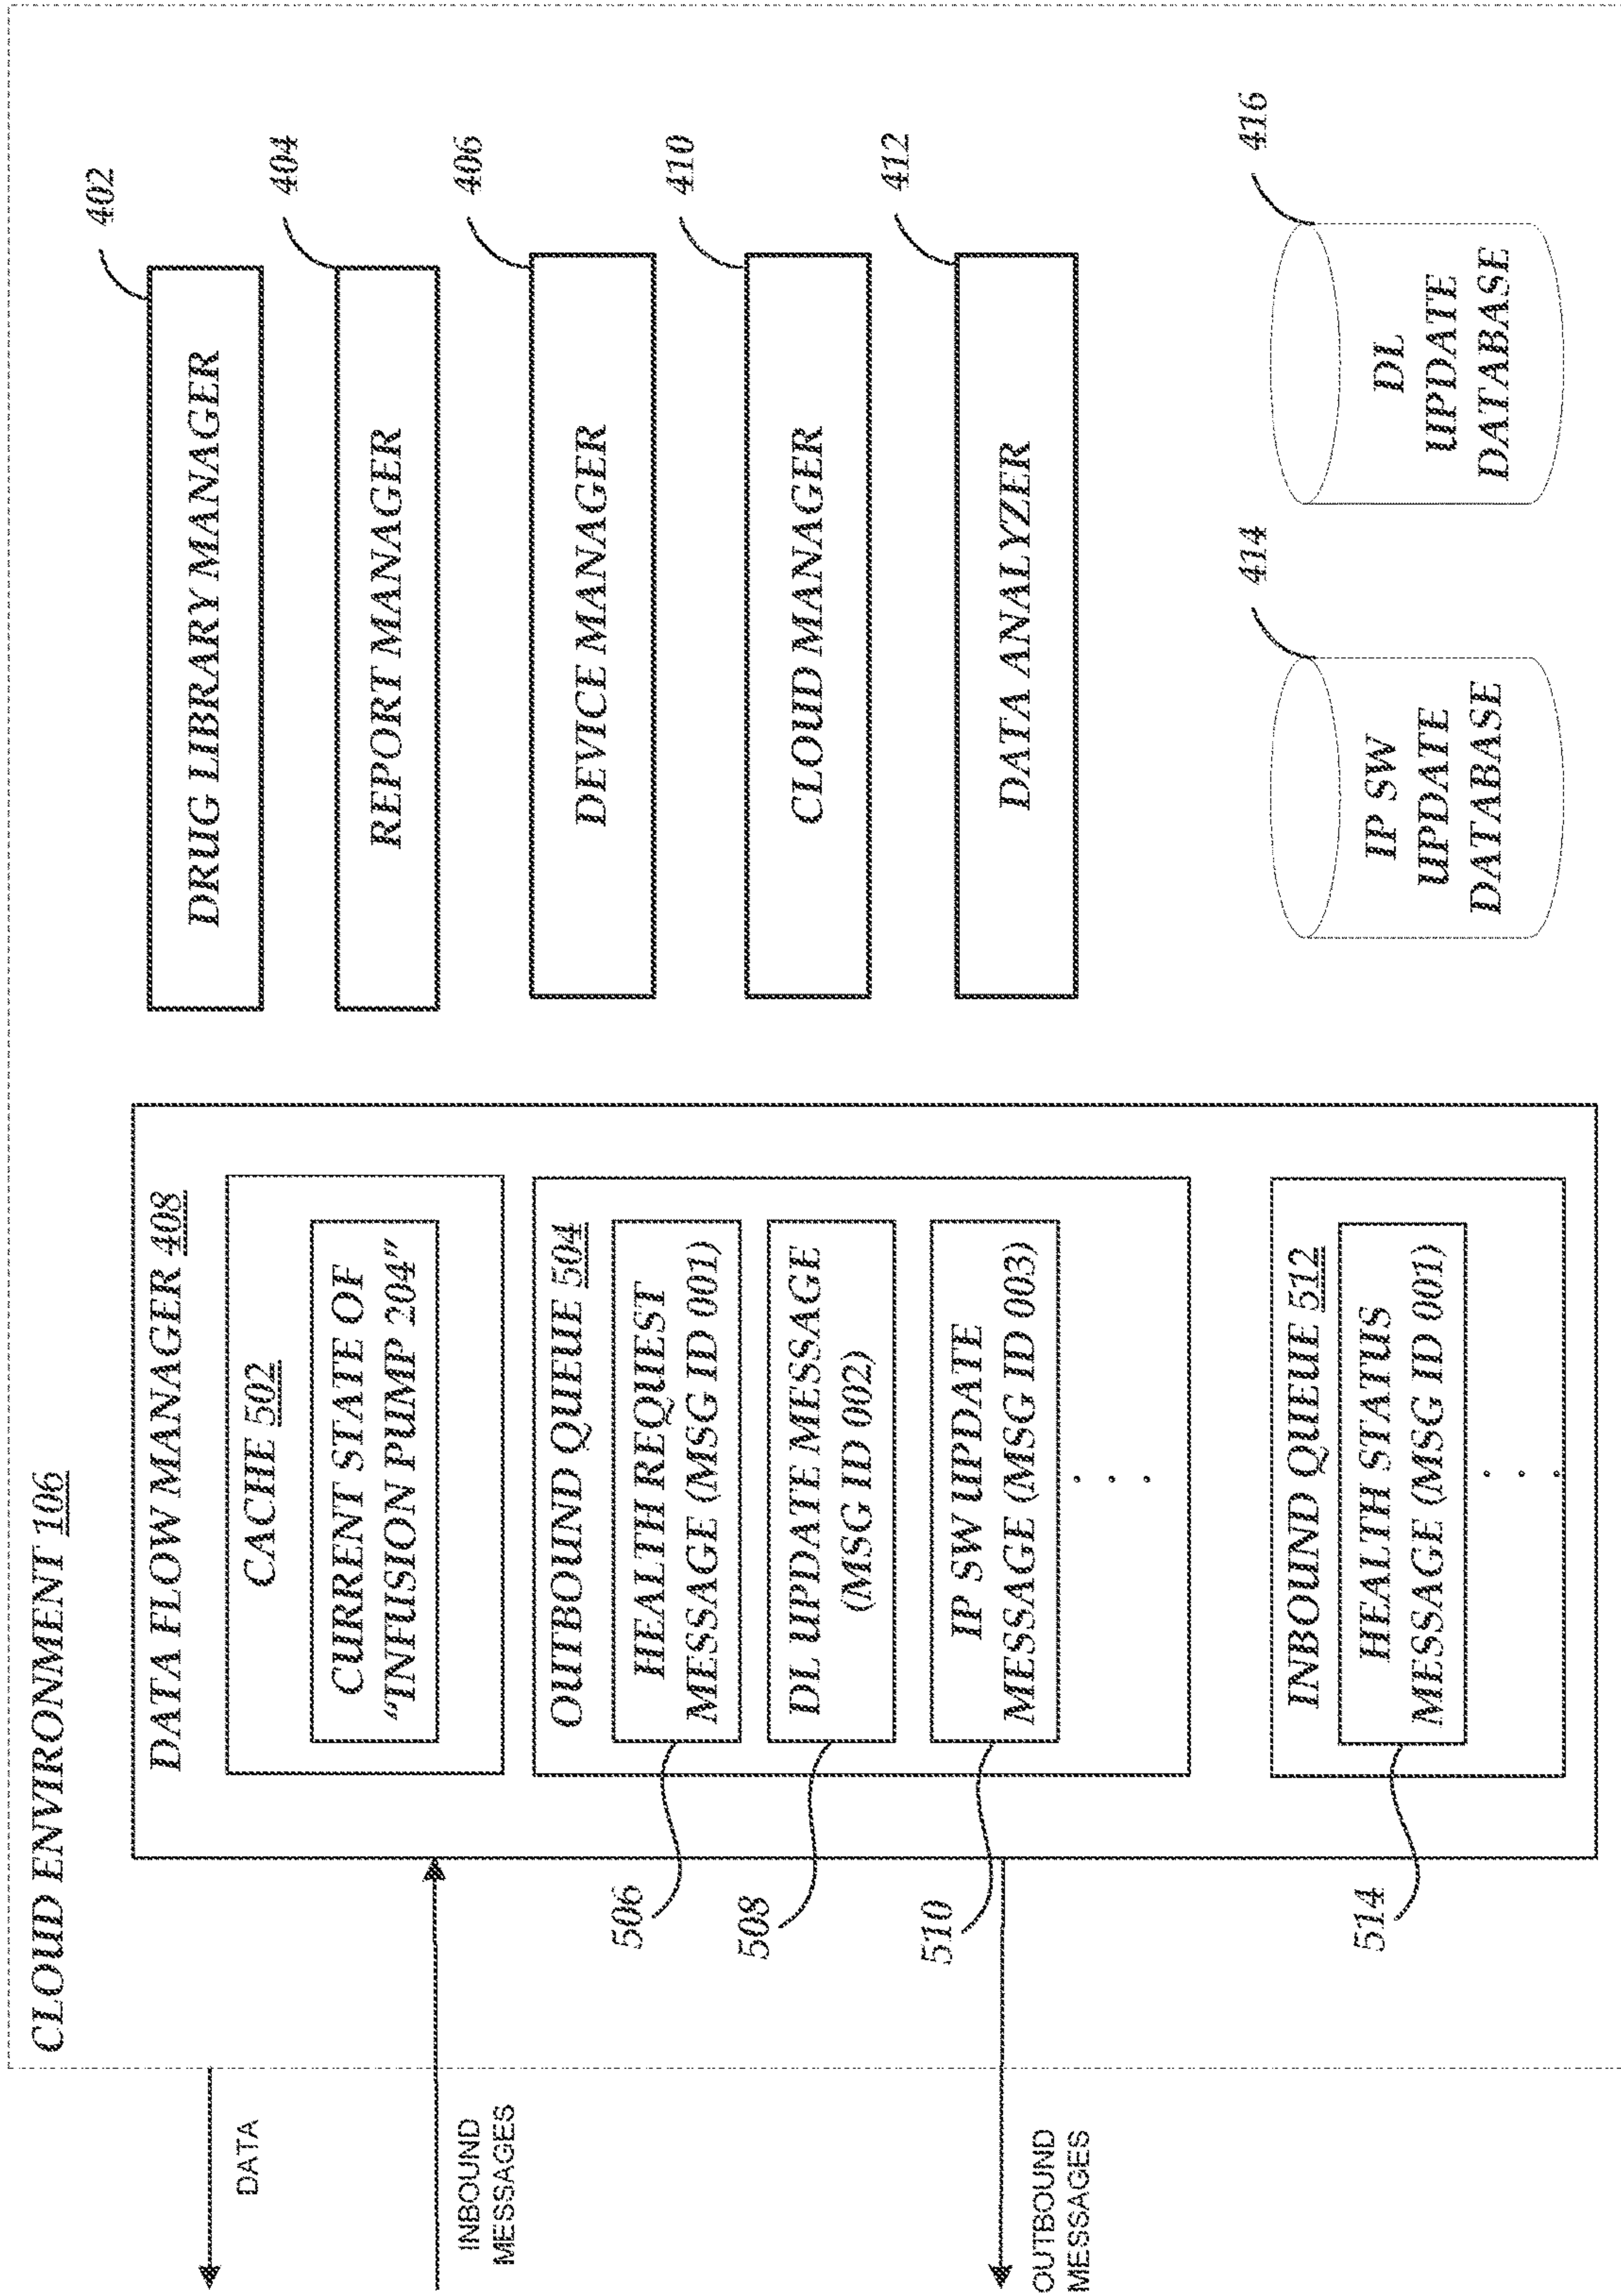 CLOUD ENVIRONMENT 106
DATA
INBOUND
MESSAGES
OUTBOUND
MESSAGES
DATA FLOW MANAGER 408
CACHE 502
CURRENT STATE OF
“INFUSION PUMP 204”
OUTBOUND QUEUE 504
HEALTH REQUEST
MESSAGE (MSG ID 001)
506
DL UPDATE MESSAGE
(MSG ID 002)
508
IP SW UPDATE
MESSAGE (MSG ID 003)
510
INBOUND QUEUE 512
HEALTH STATUS
MESSAGE (MSG ID 001)
514
DRUG LIBRARY MANAGER
402
REPORT MANAGER
404
DEVICE MANAGER
406
CLOUD MANAGER
410
DATA ANALYZER
412
IP SW
UPDATE
DATABASE
414
DL
UPDATE
DATABASE
416